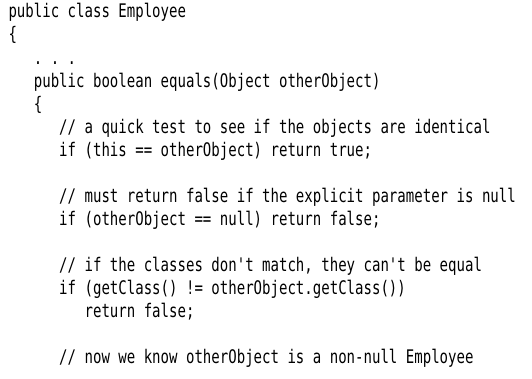 public class Employee
{
   . . .
   public boolean equals(Object otherObject)
   {
      // a quick test to see if the objects are identical
      if (this == otherObject) return true;

      // must return false if the explicit parameter is null
      if (otherObject == null) return false;

      // if the classes don't match, they can't be equal
      if (getClass() != otherObject.getClass())
         return false;

      // now we know otherObject is a non-null Employee